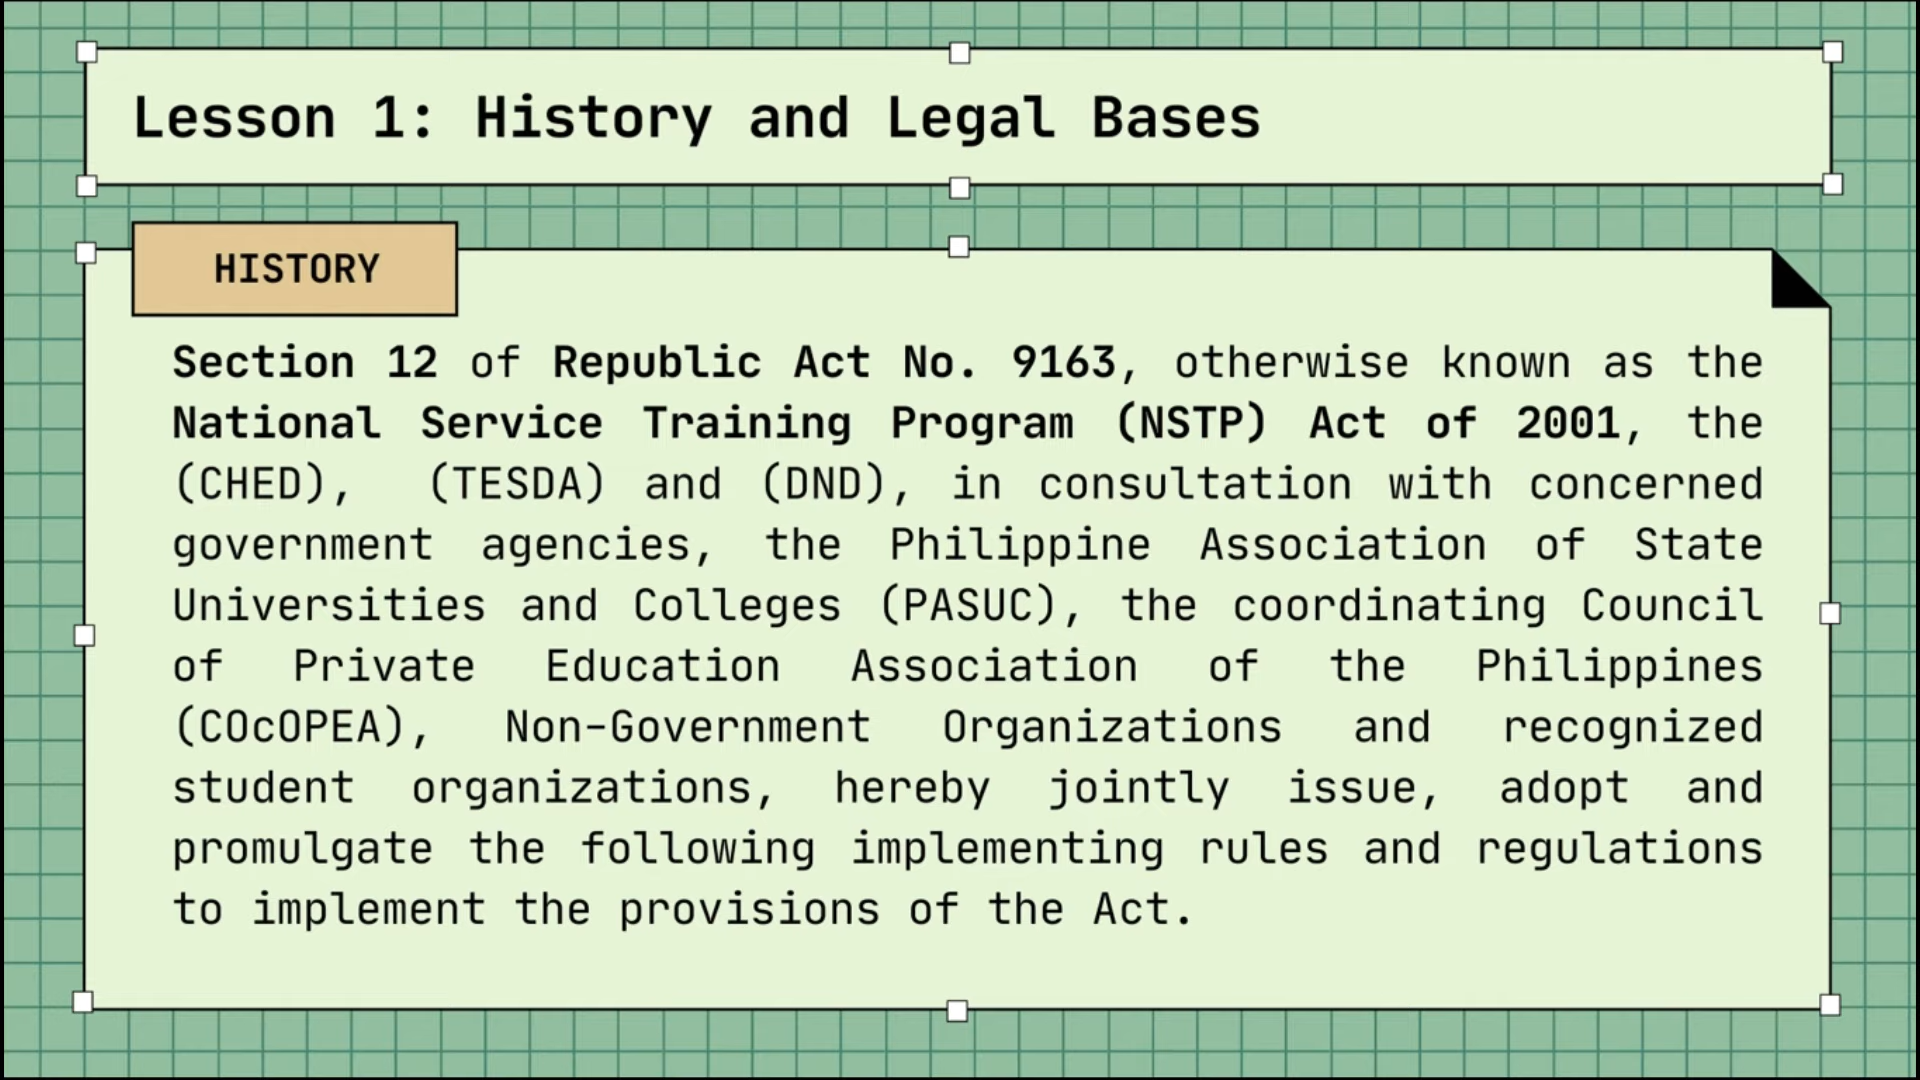 Lesson 1: History and Legal Bases
HISTORY
Section 12 of Republic Act No. 9163, otherwise known as the
National Service Training Program (NSTP) Act of 2001, the
(CHED), (TESDA) and (DND), in consultation with concerned
government agencies, the Philippine Association of State
Universities and Colleges (PASUC), the coordinating Council
of Private Education Association of the Philippines
(COcOPEA), Non-Government Organizations and recognized
student organizations, hereby jointly issue, adopt and
promulgate the following implementing rules and regulations
to implement the provisions of the Act.